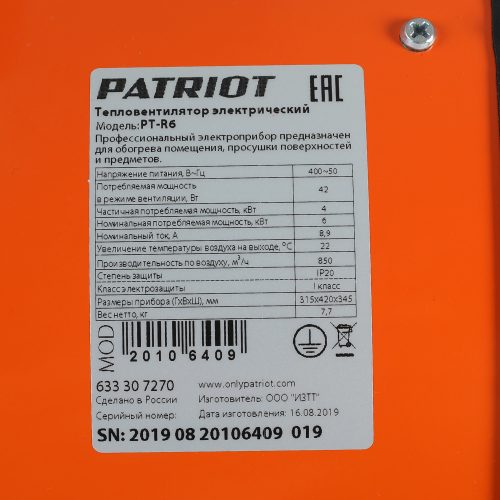 PATRIOT EAC
Тепловентилятор электрический
Модель:PT-R6
Профессиональный электроприбор предназначен
для обогрева помещения, просушки поверхностей
и предметов.
Напряжение питания, В~Гц 400~50
Потребляемая мощность
в режиме вентиляции, Вт 42
Частичная потребляемая мощность, кВт 4
Номинальная потребляемая мощность, кВт 6
Номинальный ток, А 8,9
Увеличение температуры воздуха на выходе, °С 22
Производительность по воздуху, м³/ч 850
Степень защиты IP20
Класс электрозащиты I класс
Размеры прибора (ГхВхШ), мм 315х420х345
Вес нетто, кг 7,7
MOD
2010 6409
633 30 7270 www.onlypatriot.com
Сделано в России Изготовитель: ООО "ИЗТТ"
Серийный номер: Дата изготовления: 16.08.2019
SN: 2019 08 20106409 019